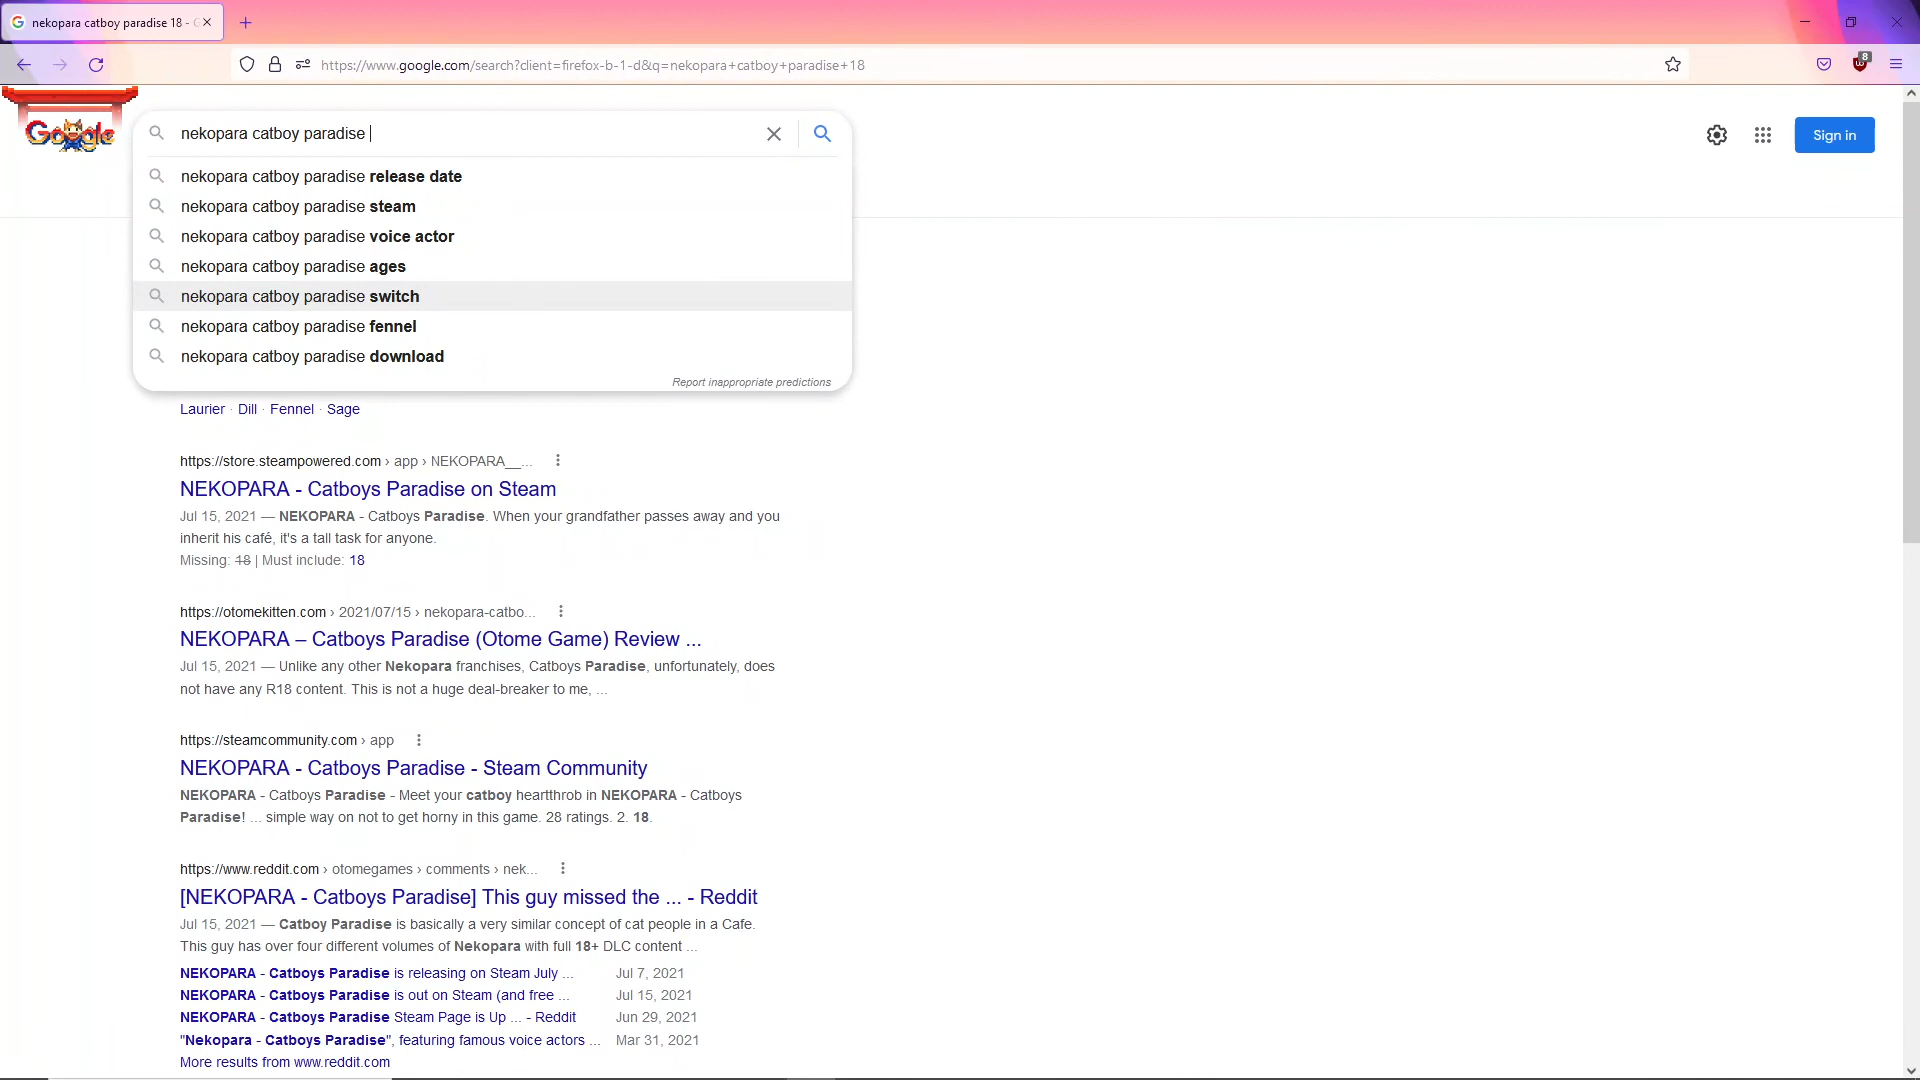 nekopara catboy paradise 18 - G
https://www.google.com/search?client=firefox-b-1-d&q=nekopara+catboy+paradise+18
8
Google
nekopara catboy paradise
Sign in
nekopara catboy paradise release date
nekopara catboy paradise steam
nekopara catboy paradise voice actor
nekopara catboy paradise ages
nekopara catboy paradise switch
nekopara catboy paradise fennel
nekopara catboy paradise download
Report inappropriate predictions
Laurier · Dill · Fennel · Sage
https://store.steampowered.com › app › NEKOPARA__...
NEKOPARA - Catboys Paradise on Steam
Jul 15, 2021 — NEKOPARA - Catboys Paradise. When your grandfather passes away and you
inherit his café, it's a tall task for anyone.
Missing: 18 | Must include: 18
https://otomekitten.com › 2021/07/15 › nekopara-catbo...
NEKOPARA – Catboys Paradise (Otome Game) Review ...
Jul 15, 2021 — Unlike any other Nekopara franchises, Catboys Paradise, unfortunately, does
not have any R18 content. This is not a huge deal-breaker to me, ...
https://steamcommunity.com › app
NEKOPARA - Catboys Paradise - Steam Community
NEKOPARA - Catboys Paradise - Meet your catboy heartthrob in NEKOPARA - Catboys
Paradise! ... simple way on not to get horny in this game. 28 ratings. 2. 18.
https://www.reddit.com › otomegames › comments › nek...
[NEKOPARA - Catboys Paradise] This guy missed the ... - Reddit
Jul 15, 2021 — Catboy Paradise is basically a very similar concept of cat people in a Cafe.
This guy has over four different volumes of Nekopara with full 18+ DLC content ...
NEKOPARA - Catboys Paradise is releasing on Steam July ... Jul 7, 2021
NEKOPARA - Catboys Paradise is out on Steam (and free ... Jul 15, 2021
NEKOPARA - Catboys Paradise Steam Page is Up ... - Reddit Jun 29, 2021
"Nekopara - Catboys Paradise", featuring famous voice actors ... Mar 31, 2021
More results from www.reddit.com